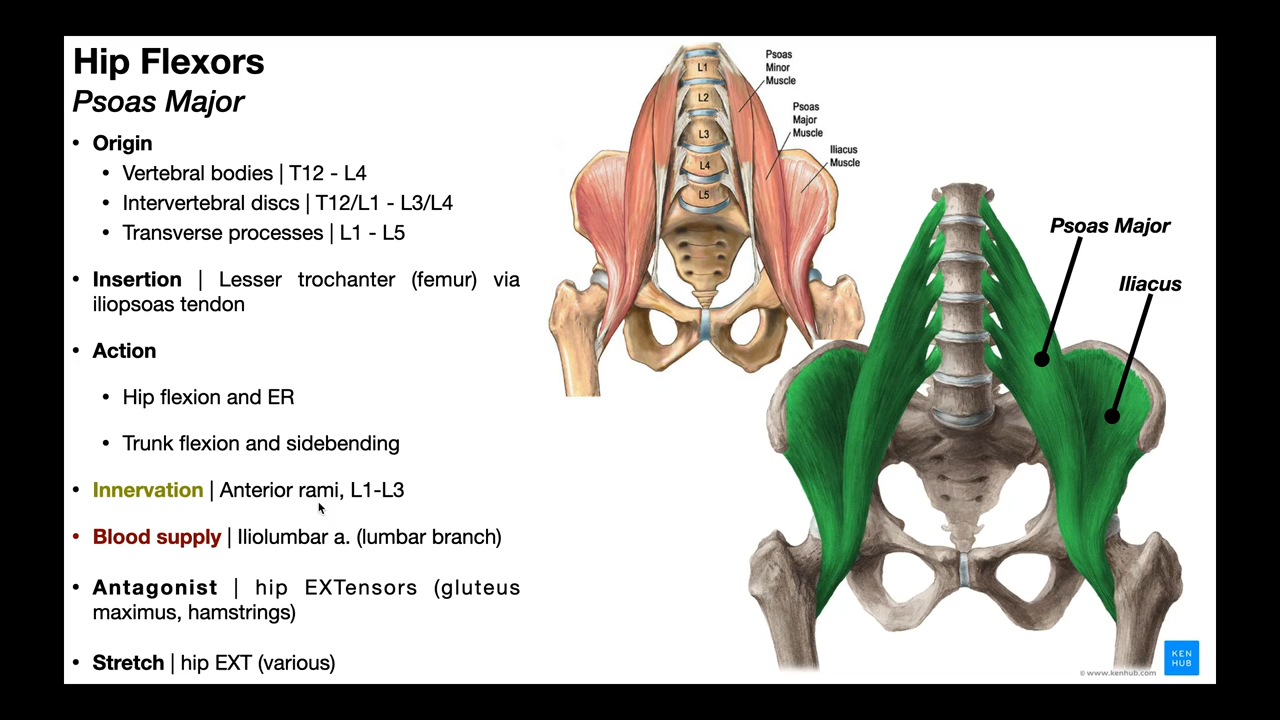 Hip Flexors
Psoas Major
• Origin
• Vertebral bodies | T12 - L4
• Intervertebral discs | T12/L1 - L3/L4
• Transverse processes | L1 - L5
• Insertion | Lesser trochanter (femur) via
iliopsoas tendon
• Action
• Hip flexion and ER
• Trunk flexion and sidebending
• Innervation | Anterior rami, L1-L3
• Blood supply | Iliolumbar a. (lumbar branch)
• Antagonist | hip EXTensors (gluteus
maximus, hamstrings)
• Stretch | hip EXT (various)
Psoas
Minor
Muscle
Psoas
Major
Muscle
Iliacus
Muscle
L1
L2
L3
L4
L5
Psoas Major
Iliacus
© www.kenhub.com
KEN
HUB